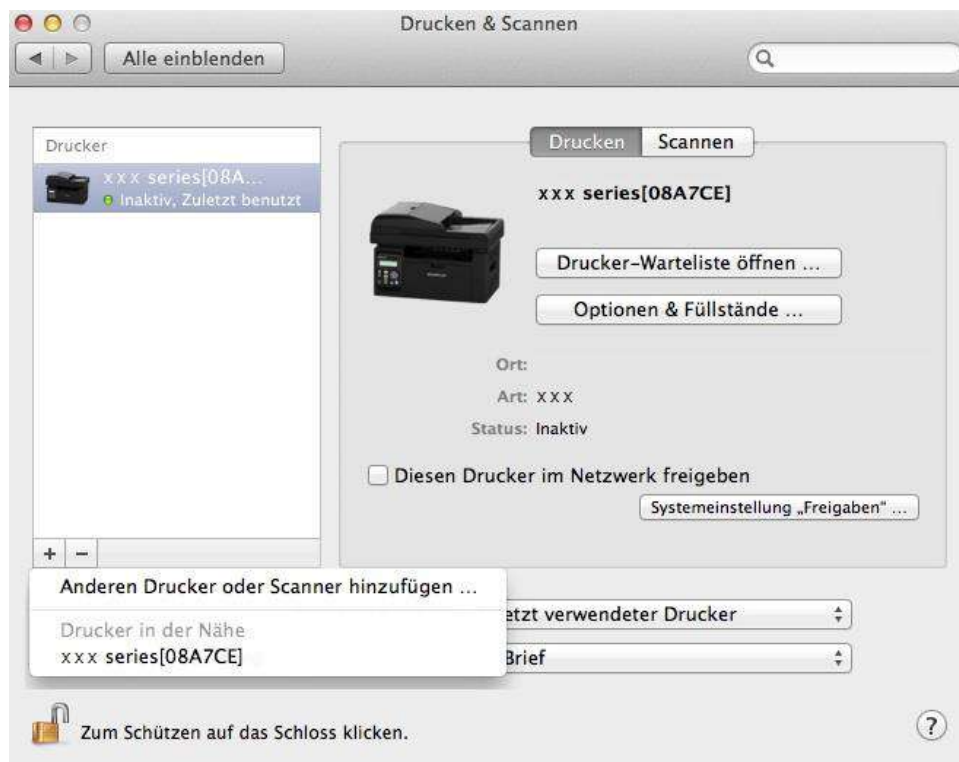 Drucken & Scannen
Alle einblenden
Drucker
xxx series[08A...
Inaktiv, Zuletzt benutzt
Drucken Scannen
xxx series[08A7CE]
Drucker-Warteliste öffnen ...
Optionen & Füllstände ...
Ort:
Art: xxx
Status: Inaktiv
Diesen Drucker im Netzwerk freigeben
Systemeinstellung „Freigaben“ ...
+ −
Anderen Drucker oder Scanner hinzufügen ...
Drucker in der Nähe
xxx series[08A7CE]
etzt verwendeter Drucker
Brief
Zum Schützen auf das Schloss klicken.
?